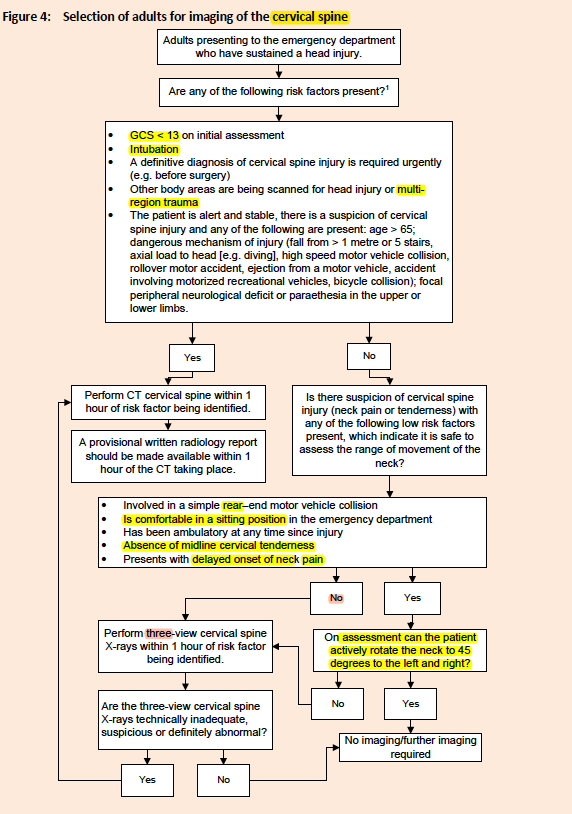 Figure 4: Selection of adults for imaging of the cervical spine
Adults presenting to the emergency department
who have sustained a head injury.
Are any of the following risk factors present?¹
• GCS < 13 on initial assessment
• Intubation
• A definitive diagnosis of cervical spine injury is required urgently
(e.g. before surgery)
• Other body areas are being scanned for head injury or multi-
region trauma
• The patient is alert and stable, there is a suspicion of cervical
spine injury and any of the following are present: age > 65;
dangerous mechanism of injury (fall from > 1 metre or 5 stairs,
axial load to head [e.g. diving], high speed motor vehicle collision,
rollover motor accident, ejection from a motor vehicle, accident
involving motorized recreational vehicles, bicycle collision); focal
peripheral neurological deficit or paraethesia in the upper or
lower limbs.
Yes
No
Perform CT cervical spine within 1
hour of risk factor being identified.
A provisional written radiology report
should be made available within 1
hour of the CT taking place.
Is there suspicion of cervical spine
injury (neck pain or tenderness) with
any of the following low risk factors
present, which indicate it is safe to
assess the range of movement of the
neck?
• Involved in a simple rear–end motor vehicle collision
• Is comfortable in a sitting position in the emergency department
• Has been ambulatory at any time since injury
• Absence of midline cervical tenderness
• Presents with delayed onset of neck pain
No
Yes
Perform three-view cervical spine
X-rays within 1 hour of risk factor
being identified.
On assessment can the patient
actively rotate the neck to 45
degrees to the left and right?
No
Yes
Are the three-view cervical spine
X-rays technically inadequate,
suspicious or definitely abnormal?
No imaging/further imaging
required
Yes
No